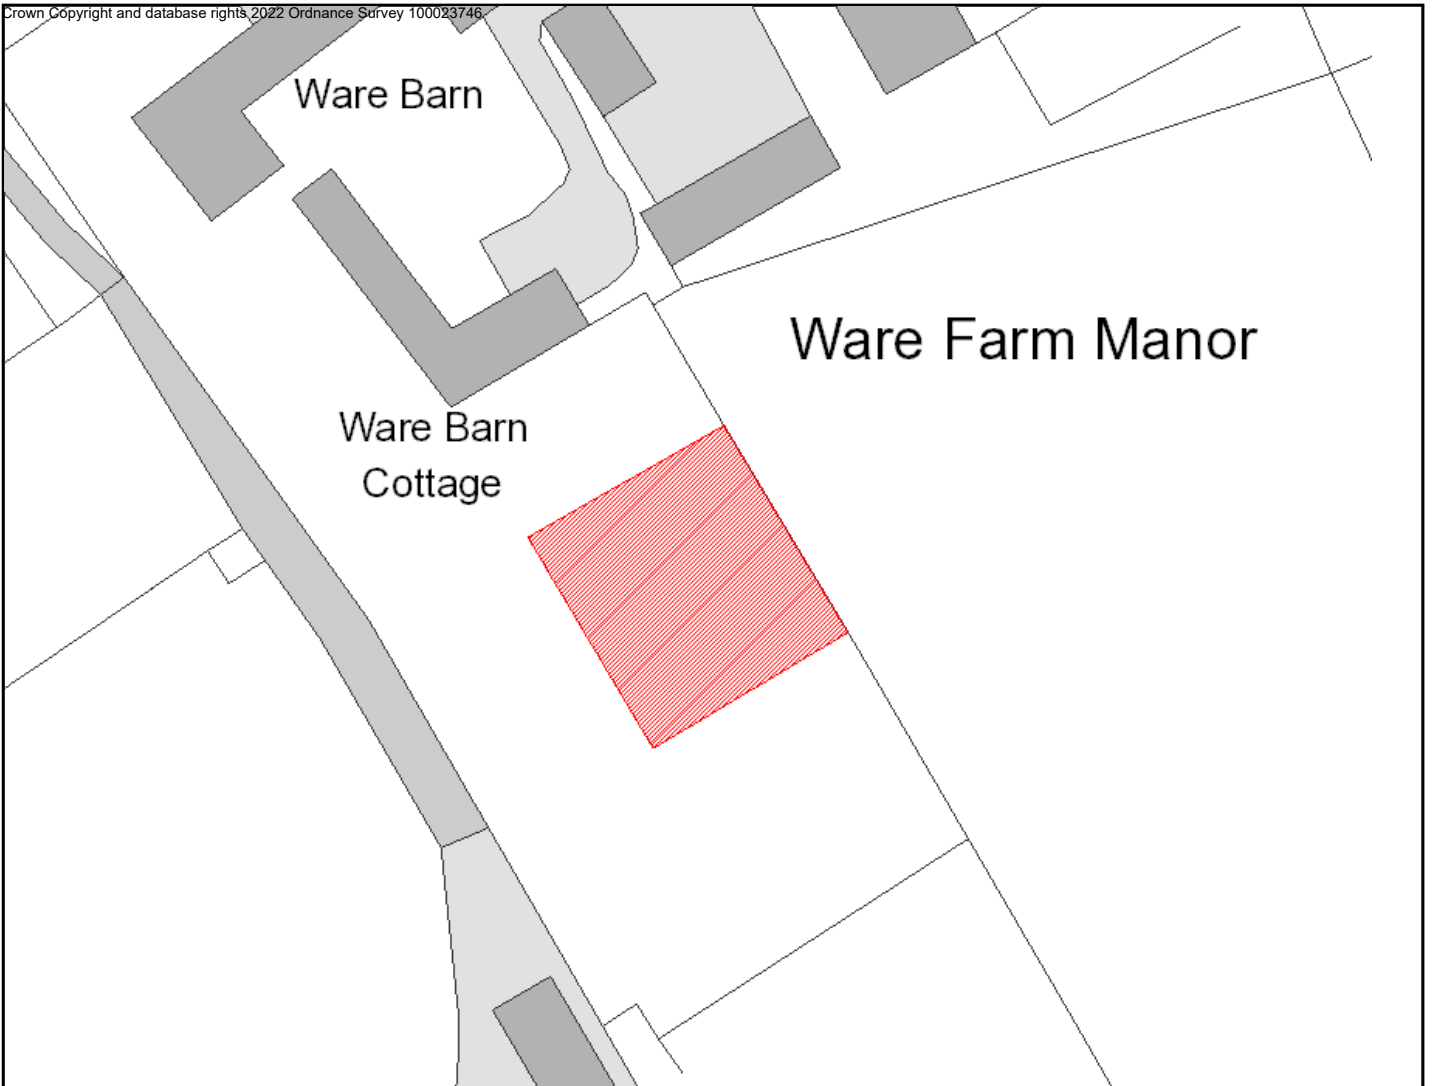 Crown Copyright and database rights 2022 Ordnance Survey 100023746
Ware Barn
Ware Farm Manor
Ware Barn
Cottage